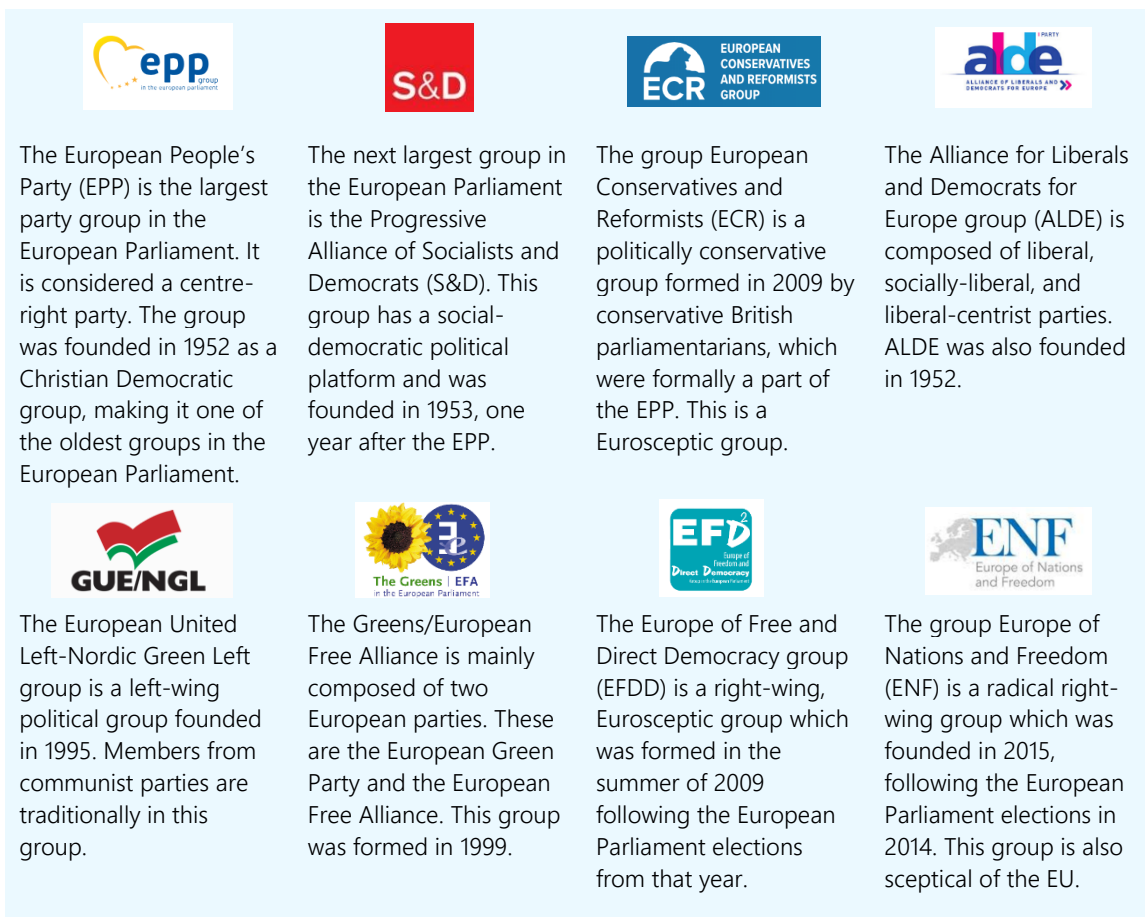 epp
group
in the european parliament
S&D
ECR
EUROPEAN
CONSERVATIVES
AND REFORMISTS
GROUP
PARTY
alde
ALLIANCE OF LIBERALS AND
DEMOCRATS FOR EUROPE
The European People's
Party (EPP) is the largest
party group in the
European Parliament. It
is considered a centre-
right party. The group
was founded in 1952 as a
Christian Democratic
group, making it one of
the oldest groups in the
European Parliament.
The next largest group in
the European Parliament
is the Progressive
Alliance of Socialists and
Democrats (S&D). This
group has a social-
democratic political
platform and was
founded in 1953, one
year after the EPP.
The group European
Conservatives and
Reformists (ECR) is a
politically conservative
group formed in 2009 by
conservative British
parliamentarians, which
were formally a part of
the EPP. This is a
Eurosceptic group.
The Alliance for Liberals
and Democrats for
Europe group (ALDE) is
composed of liberal,
socially-liberal, and
liberal-centrist parties.
ALDE was also founded
in 1952.
GUE/NGL
The Greens | EFA
in the European Parliament
EFD2
Europe of
Freedom and
Direct Democracy
Group in the European Parliament
ENF
Europe of Nations
and Freedom
The European United
Left-Nordic Green Left
group is a left-wing
political group founded
in 1995. Members from
communist parties are
traditionally in this
group.
The Greens/European
Free Alliance is mainly
composed of two
European parties. These
are the European Green
Party and the European
Free Alliance. This group
was formed in 1999.
The Europe of Free and
Direct Democracy group
(EFDD) is a right-wing,
Eurosceptic group which
was formed in the
summer of 2009
following the European
Parliament elections
from that year.
The group Europe of
Nations and Freedom
(ENF) is a radical right-
wing group which was
founded in 2015,
following the European
Parliament elections in
2014. This group is also
sceptical of the EU.